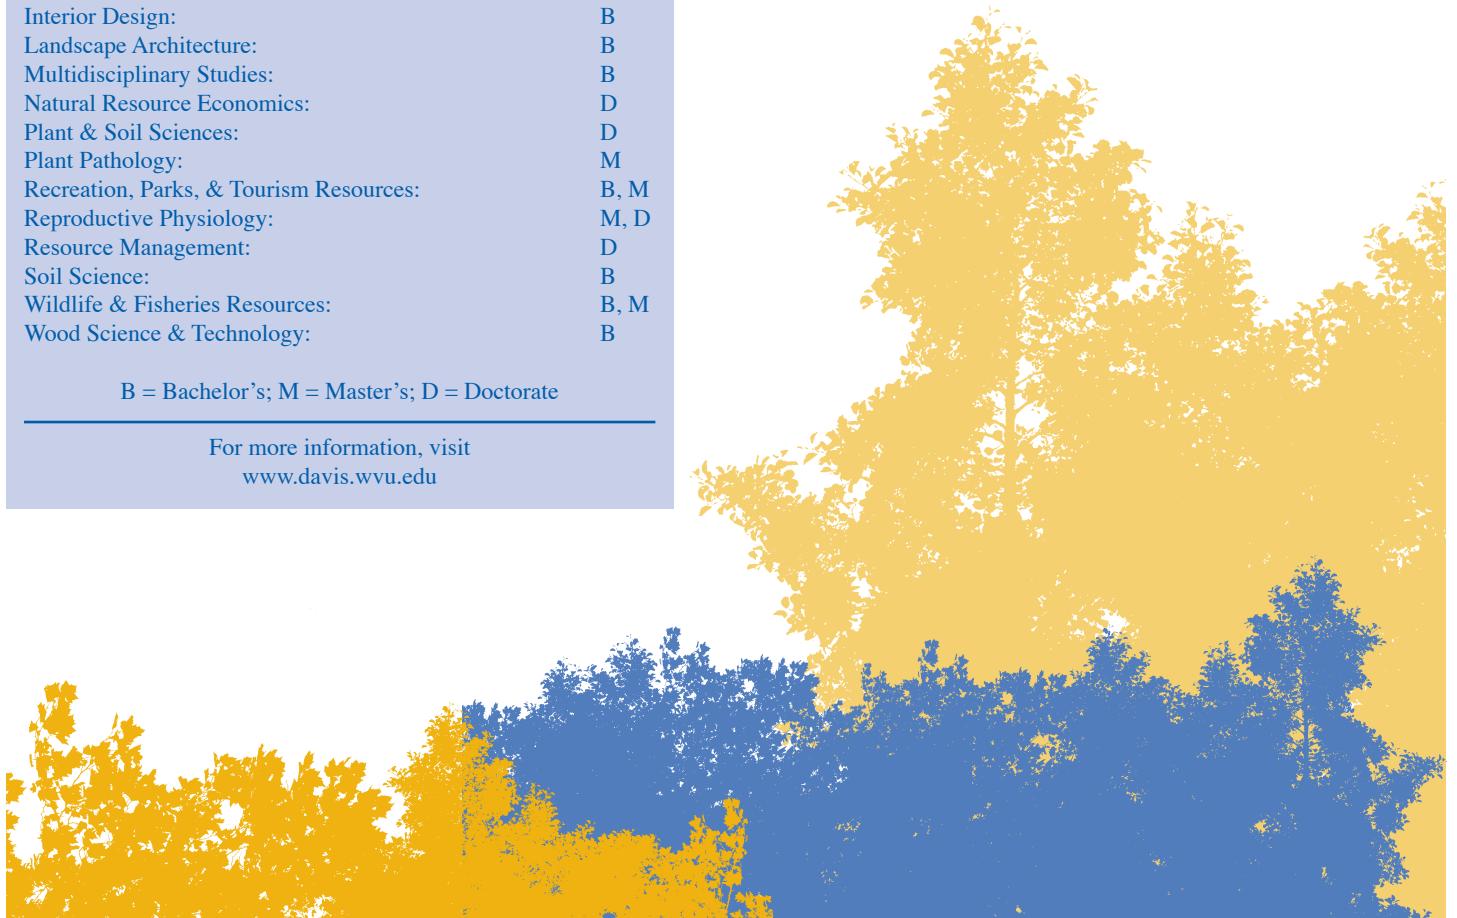 Interior Design: B
Landscape Architecture: B
Multidisciplinary Studies: B
Natural Resource Economics: D
Plant & Soil Sciences: D
Plant Pathology: M
Recreation, Parks, & Tourism Resources: B, M
Reproductive Physiology: M, D
Resource Management: D
Soil Science: B
Wildlife & Fisheries Resources: B, M
Wood Science & Technology: B
B = Bachelor’s; M = Master’s; D = Doctorate
For more information, visit
www.davis.wvu.edu